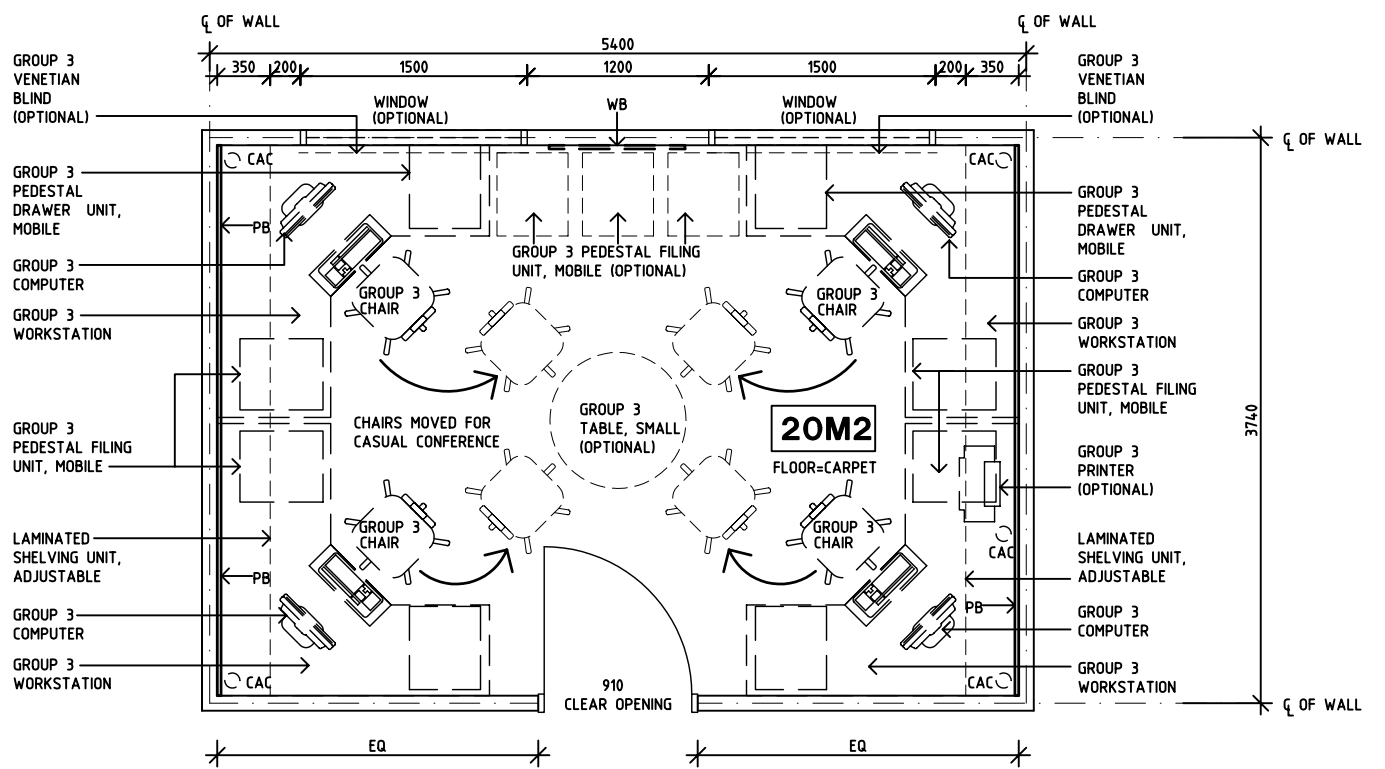 ℄ OF WALL
℄ OF WALL
5400
350
200
1500
1200
1500
200
350
GROUP 3
VENETIAN
BLIND
(OPTIONAL)
WINDOW
(OPTIONAL)
WB
WINDOW
(OPTIONAL)
GROUP 3
VENETIAN
BLIND
(OPTIONAL)
℄ OF WALL
CAC
CAC
GROUP 3
PEDESTAL
DRAWER UNIT,
MOBILE
PB
GROUP 3
PEDESTAL
DRAWER UNIT,
MOBILE
GROUP 3 PEDESTAL FILING
UNIT, MOBILE (OPTIONAL)
GROUP 3
COMPUTER
GROUP 3
COMPUTER
GROUP 3
CHAIR
GROUP 3
CHAIR
GROUP 3
WORKSTATION
GROUP 3
WORKSTATION
GROUP 3
PEDESTAL FILING
UNIT, MOBILE
3740
CHAIRS MOVED FOR
CASUAL CONFERENCE
GROUP 3
TABLE, SMALL
(OPTIONAL)
20M2
FLOOR=CARPET
GROUP 3
PEDESTAL FILING
UNIT, MOBILE
GROUP 3
PRINTER
(OPTIONAL)
GROUP 3
CHAIR
GROUP 3
CHAIR
CAC
LAMINATED
SHELVING UNIT,
ADJUSTABLE
LAMINATED
SHELVING UNIT,
ADJUSTABLE
PB
PB
GROUP 3
COMPUTER
GROUP 3
COMPUTER
GROUP 3
WORKSTATION
GROUP 3
WORKSTATION
CAC
CAC
910
CLEAR OPENING
℄ OF WALL
EQ
EQ